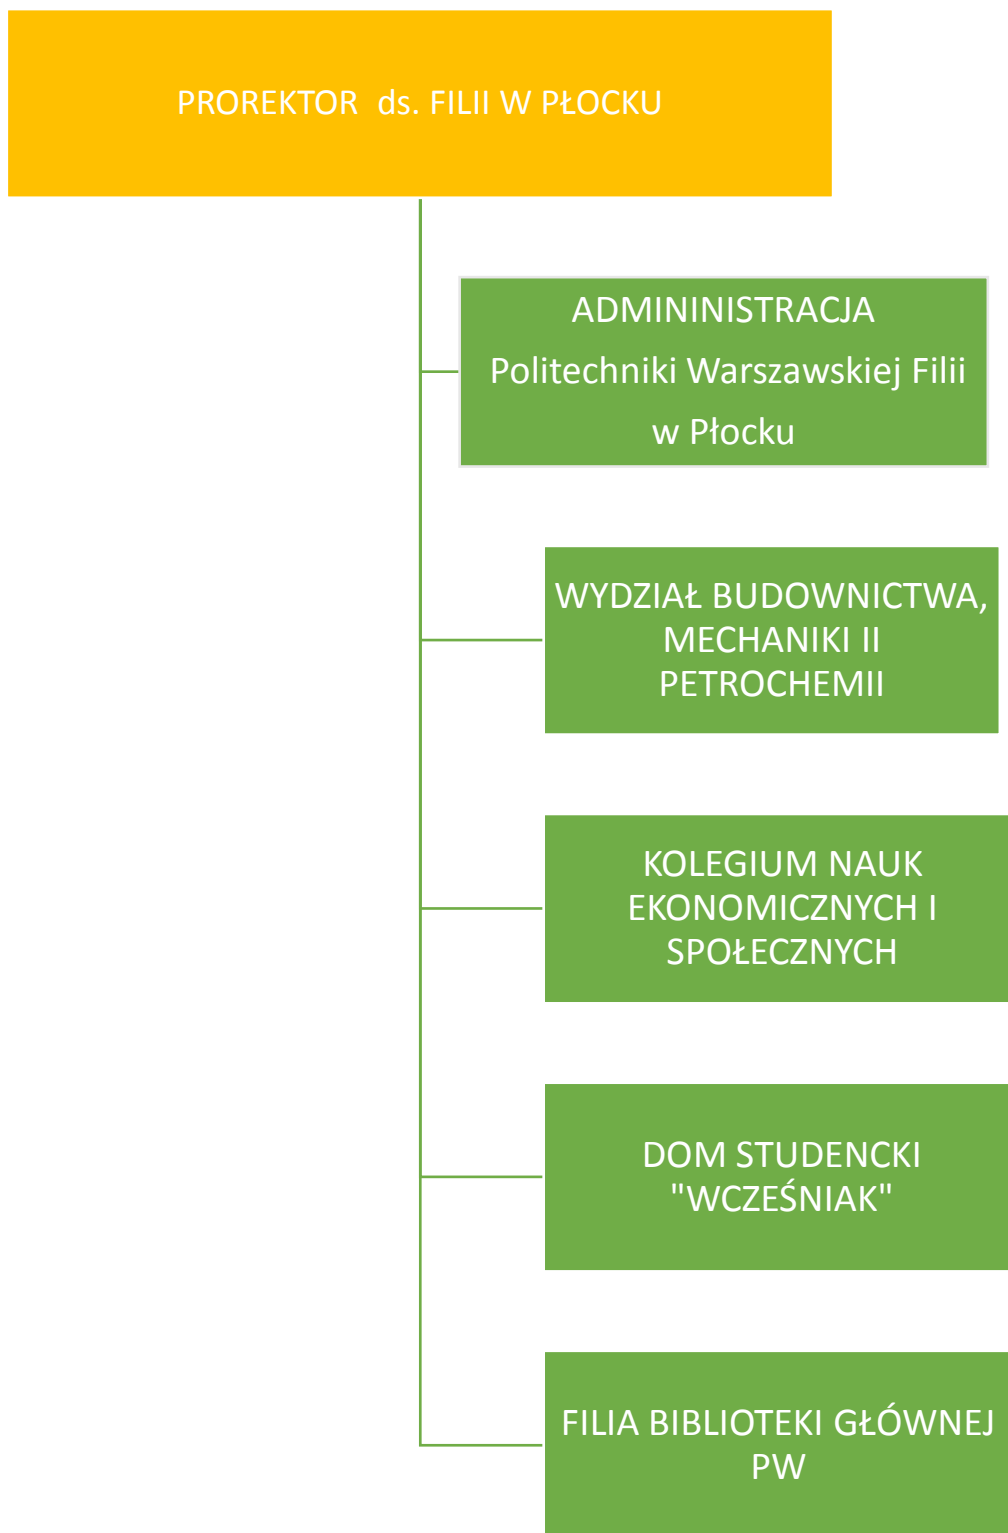 PROREKTOR ds. FILII W PŁOCKU
ADMININISTRACJA
Politechniki Warszawskiej Filii
w Płocku
WYDZIAŁ BUDOWNICTWA,
MECHANIKI II
PETROCHEMII
KOLEGIUM NAUK
EKONOMICZNYCH I
SPOŁECZNYCH
DOM STUDENCKI
"WCZEŚNIAK"
FILIA BIBLIOTEKI GŁÓWNEJ
PW